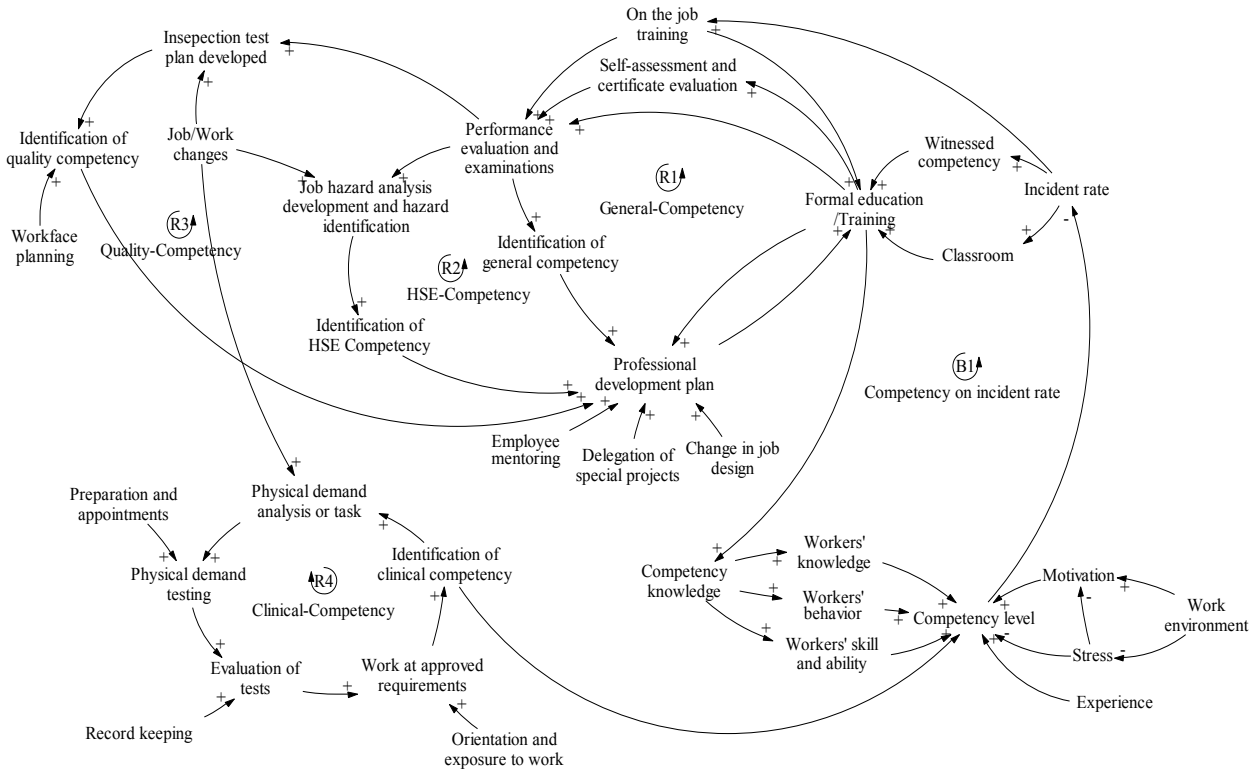 On the job
training
Insepection test
plan developed
Self-assessment and
certificate evaluation
Identification of
quality competency
Job/Work
changes
Performance
evaluation and
examinations
Witnessed
competency
Incident rate
R1
General-Competency
Job hazard analysis
development and hazard
identification
Formal education
/Training
Workface
planning
R3
Quality-Competency
Identification of
general competency
Classroom
R2
HSE-Competency
Identification of
HSE Competency
Professional
development plan
B1
Competency on incident rate
Employee
mentoring
Delegation of
special projects
Change in job
design
Preparation and
appointments
Physical demand
analysis or task
Identification of
clinical competency
Physical demand
testing
R4
Clinical-Competency
Competency
knowledge
Workers'
knowledge
Workers'
behavior
Workers' skill
and ability
Competency level
Motivation
Work
environment
Stress
Experience
Evaluation of
tests
Work at approved
requirements
Record keeping
Orientation and
exposure to work